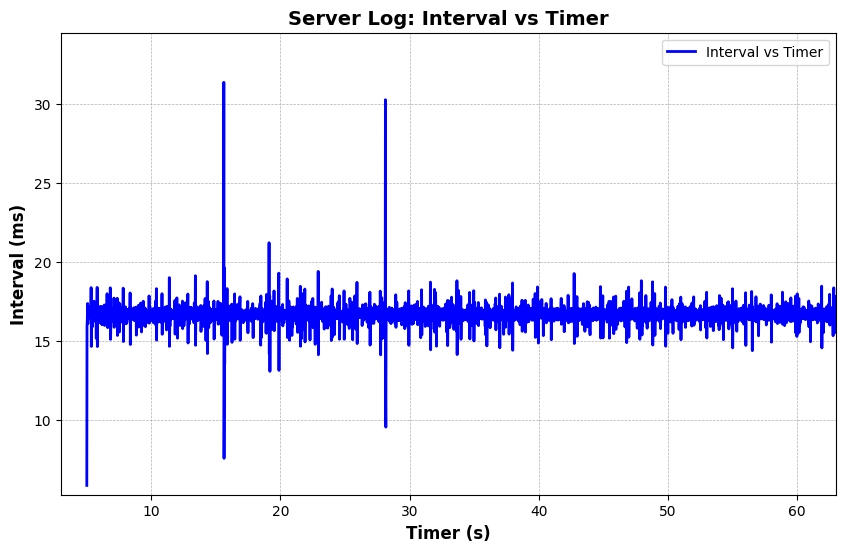 Server Log: Interval vs Timer
Interval vs Timer
30
25
20
15
10
Interval (ms)
10 20 30 40 50 60
Timer (s)